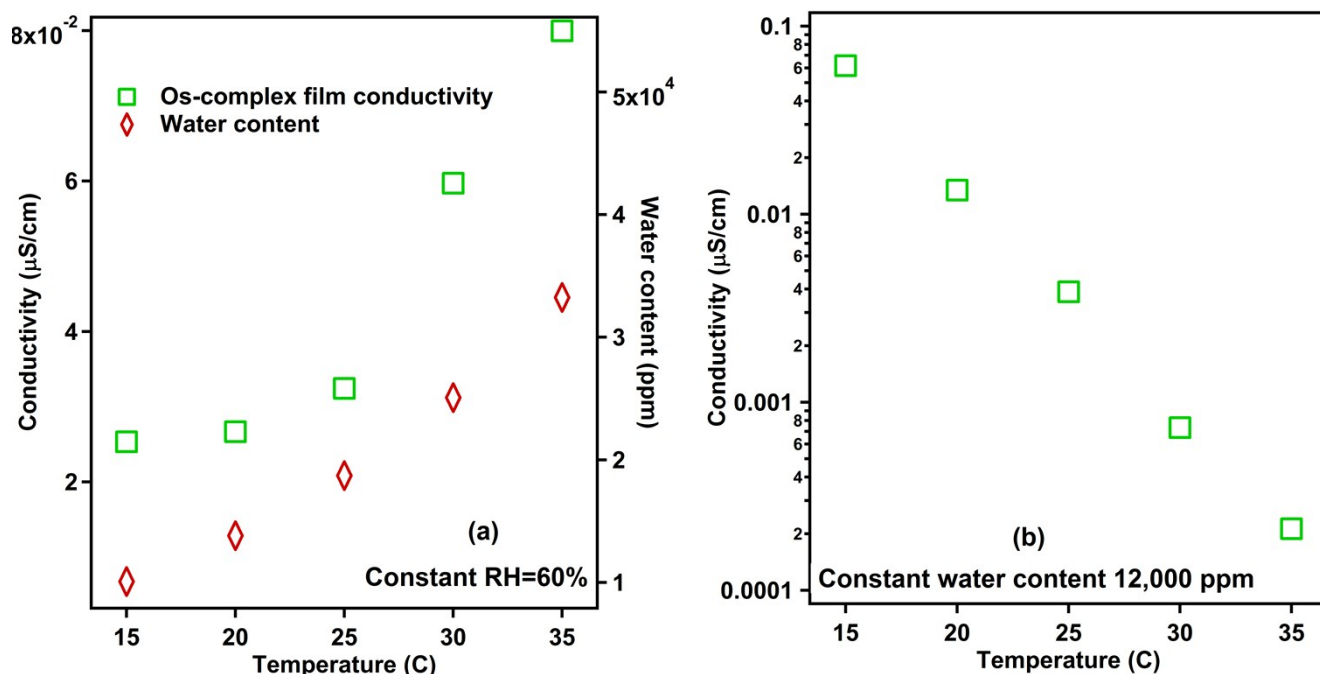 8x10⁻²
6
4
2
Conductivity (μS/cm)
Os-complex film conductivity
Water content
5x10⁴
4
3
2
1
Water content (ppm)
(a)
Constant RH=60%
15 20 25 30 35
Temperature (C)
0.1
8
6
4
2
0.01
8
6
4
2
0.001
8
6
4
2
0.0001
Conductivity (μS/cm)
(b)
Constant water content 12,000 ppm
15 20 25 30 35
Temperature (C)